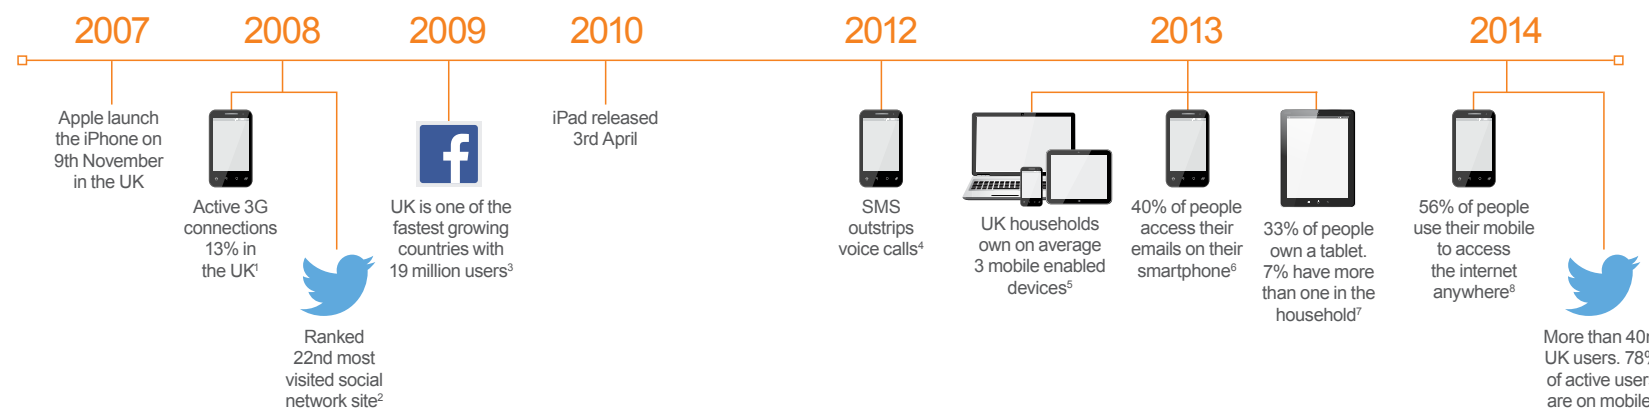 2007
2008
2009
2010
2012
2013
2014
Apple launch
the iPhone on
9th November
in the UK
Active 3G
connections
13% in
the UK¹
Ranked
22nd most
visited social
network site²
UK is one of the
fastest growing
countries with
19 million users³
iPad released
3rd April
SMS
outstrips
voice calls⁴
UK households
own on average
3 mobile enabled
devices⁵
40% of people
access their
emails on their
smartphone⁶
33% of people
own a tablet.
7% have more
than one in the
household⁷
56% of people
use their mobile
to access
the internet
anywhere⁸
More than
UK users. 78%
of active
are on mobile